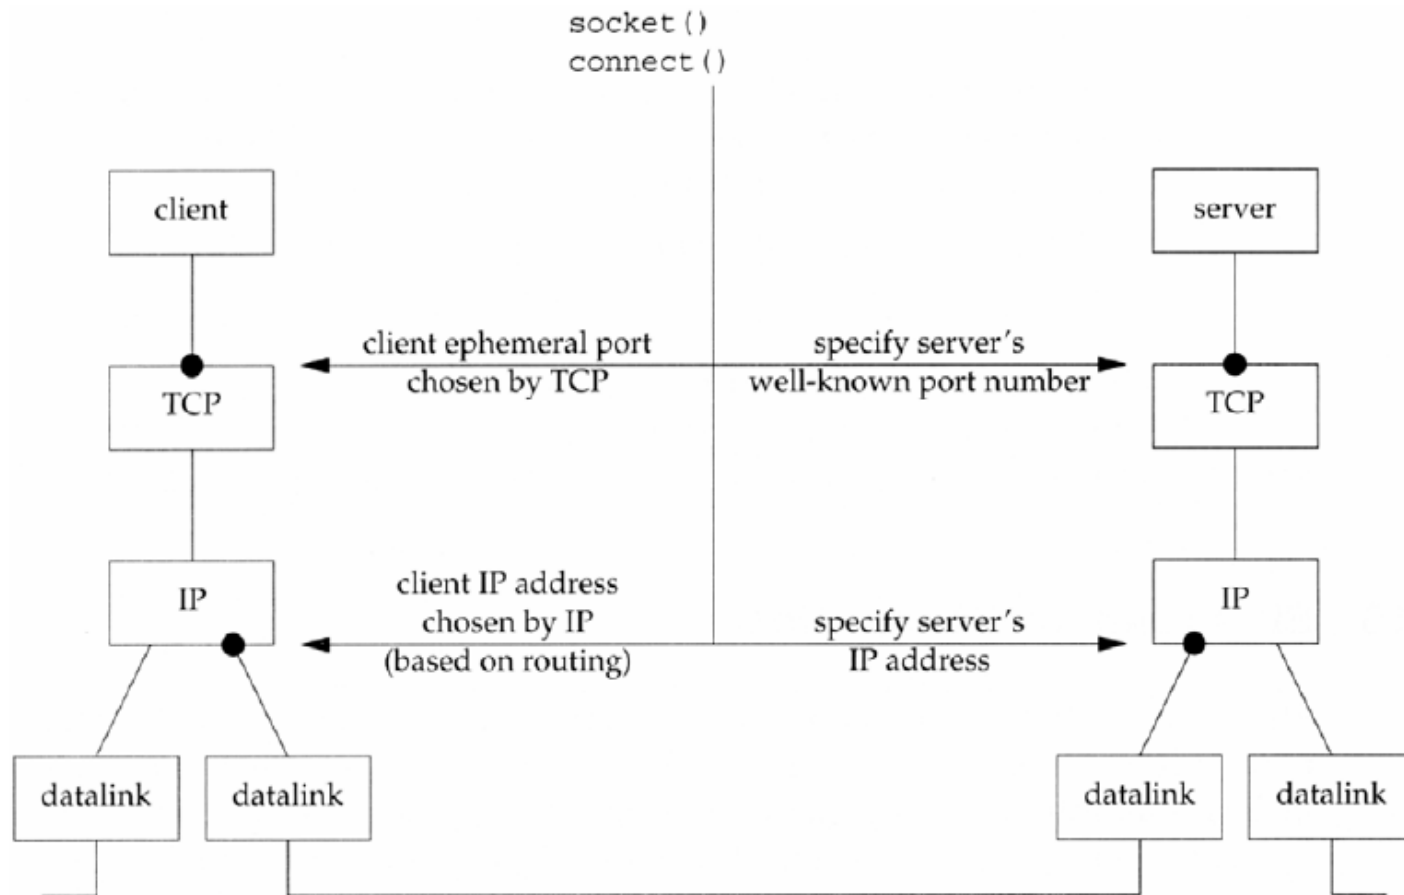 socket()
connect()
client
server
client ephemeral port
chosen by TCP
specify server's
well-known port number
TCP
TCP
client IP address
chosen by IP
(based on routing)
specify server's
IP address
IP
IP
datalink
datalink
datalink
datalink